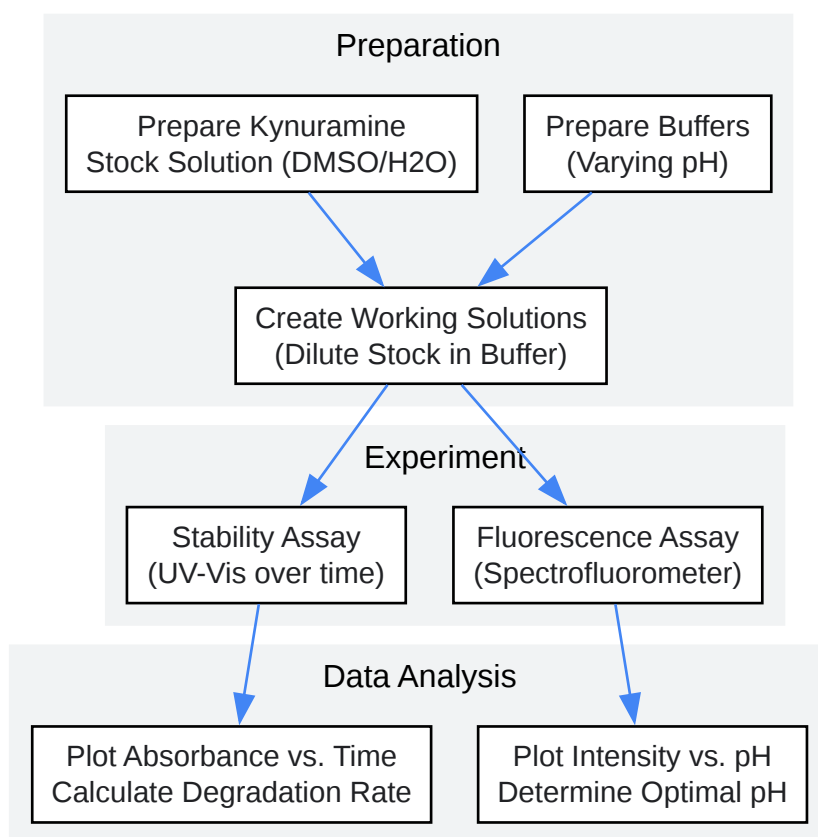 Preparation
Prepare Kynuramine
Stock Solution (DMSO/H2O)
Prepare Buffers
(Varying pH)
Create Working Solutions
(Dilute Stock in Buffer)
Experiment
Stability Assay
(UV-Vis over time)
Fluorescence Assay
(Spectrofluorometer)
Data Analysis
Plot Absorbance vs. Time
Calculate Degradation Rate
Plot Intensity vs. pH
Determine Optimal pH